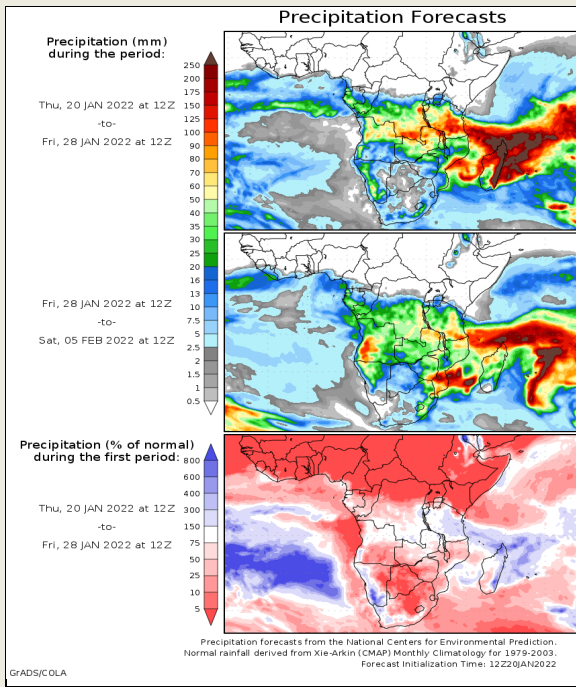 Precipitation Forecasts
Precipitation (mm)
during the period:
Thu, 20 JAN 2022 at 12Z
-to-
Fri, 28 JAN 2022 at 12Z
250
200
175
150
125
100
90
80
70
60
50
40
35
30
25
20
16
13
10
7.5
5
2.5
2
1.5
1
0.5
Fri, 28 JAN 2022 at 12Z
-to-
Sat, 05 FEB 2022 at 12Z
Precipitation (% of normal)
during the first period:
Thu, 20 JAN 2022 at 12Z
-to-
Fri, 28 JAN 2022 at 12Z
800
600
400
300
150
75
50
25
10
5
Precipitation forecasts from the National Centers for Environmental Prediction.
Normal rainfall derived from Xie-Arkin (CMAP) Monthly Climatology for 1979-2003.
Forecast Initialization Time: 12Z20JAN2022
GrADS/COLA